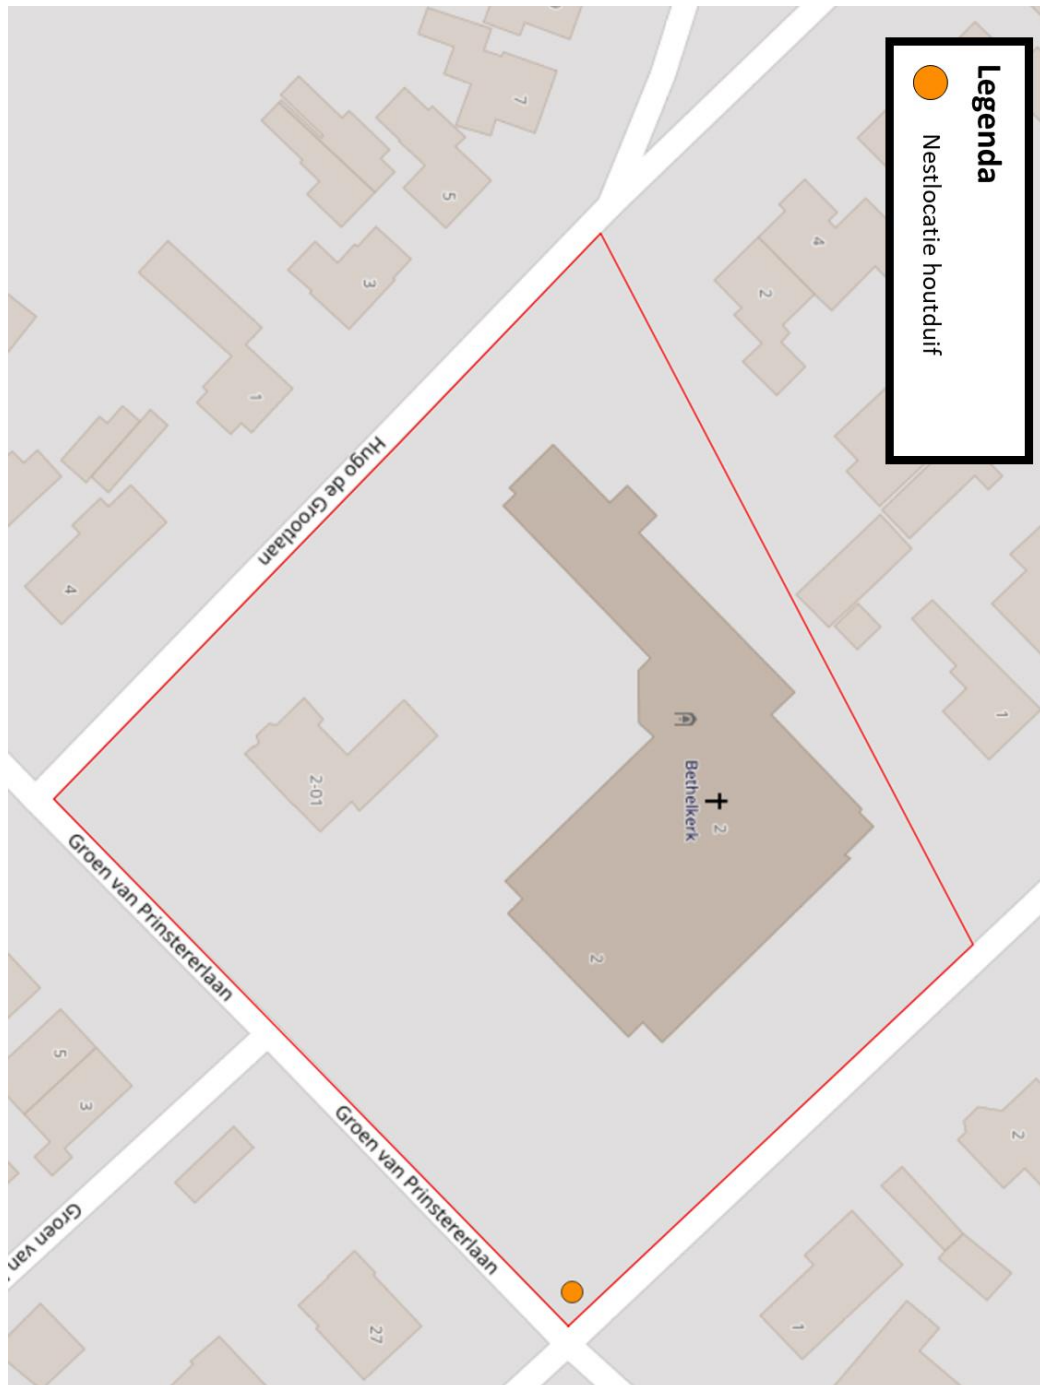 Legenda
Nestlocatie houtduif
7
5
3
1
4
4
2
1
Hugo de Grootlaan
2-01
Bethelkerk
2
2
Groen van Prinstererlaan
Groen van Prinstererlaan
Groen van
5
3
27
2
1